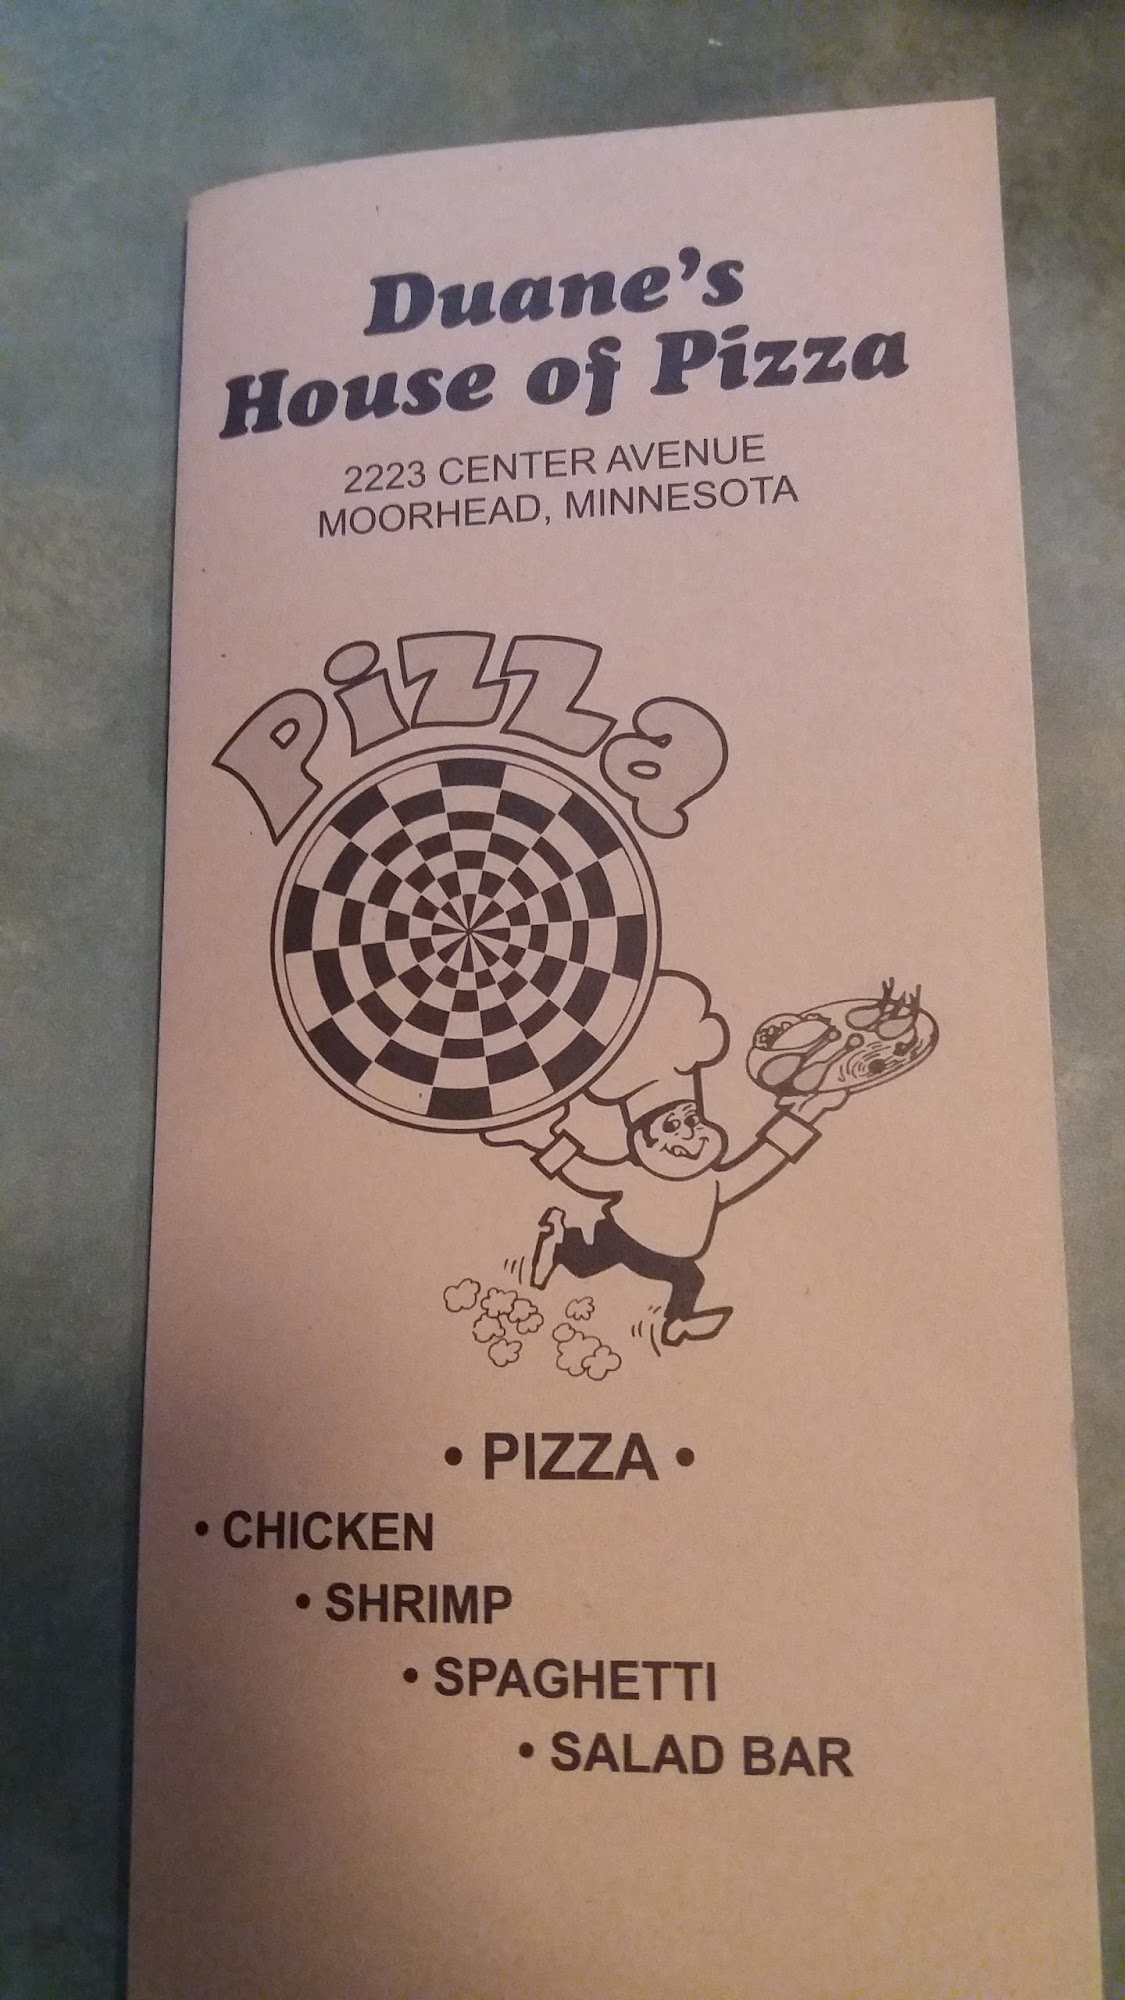 Duane's
House of Pizza
2223 CENTER AVENUE
MOORHEAD, MINNESOTA
Pizza
• PIZZA •
• CHICKEN
• SHRIMP
• SPAGHETTI
• SALAD BAR